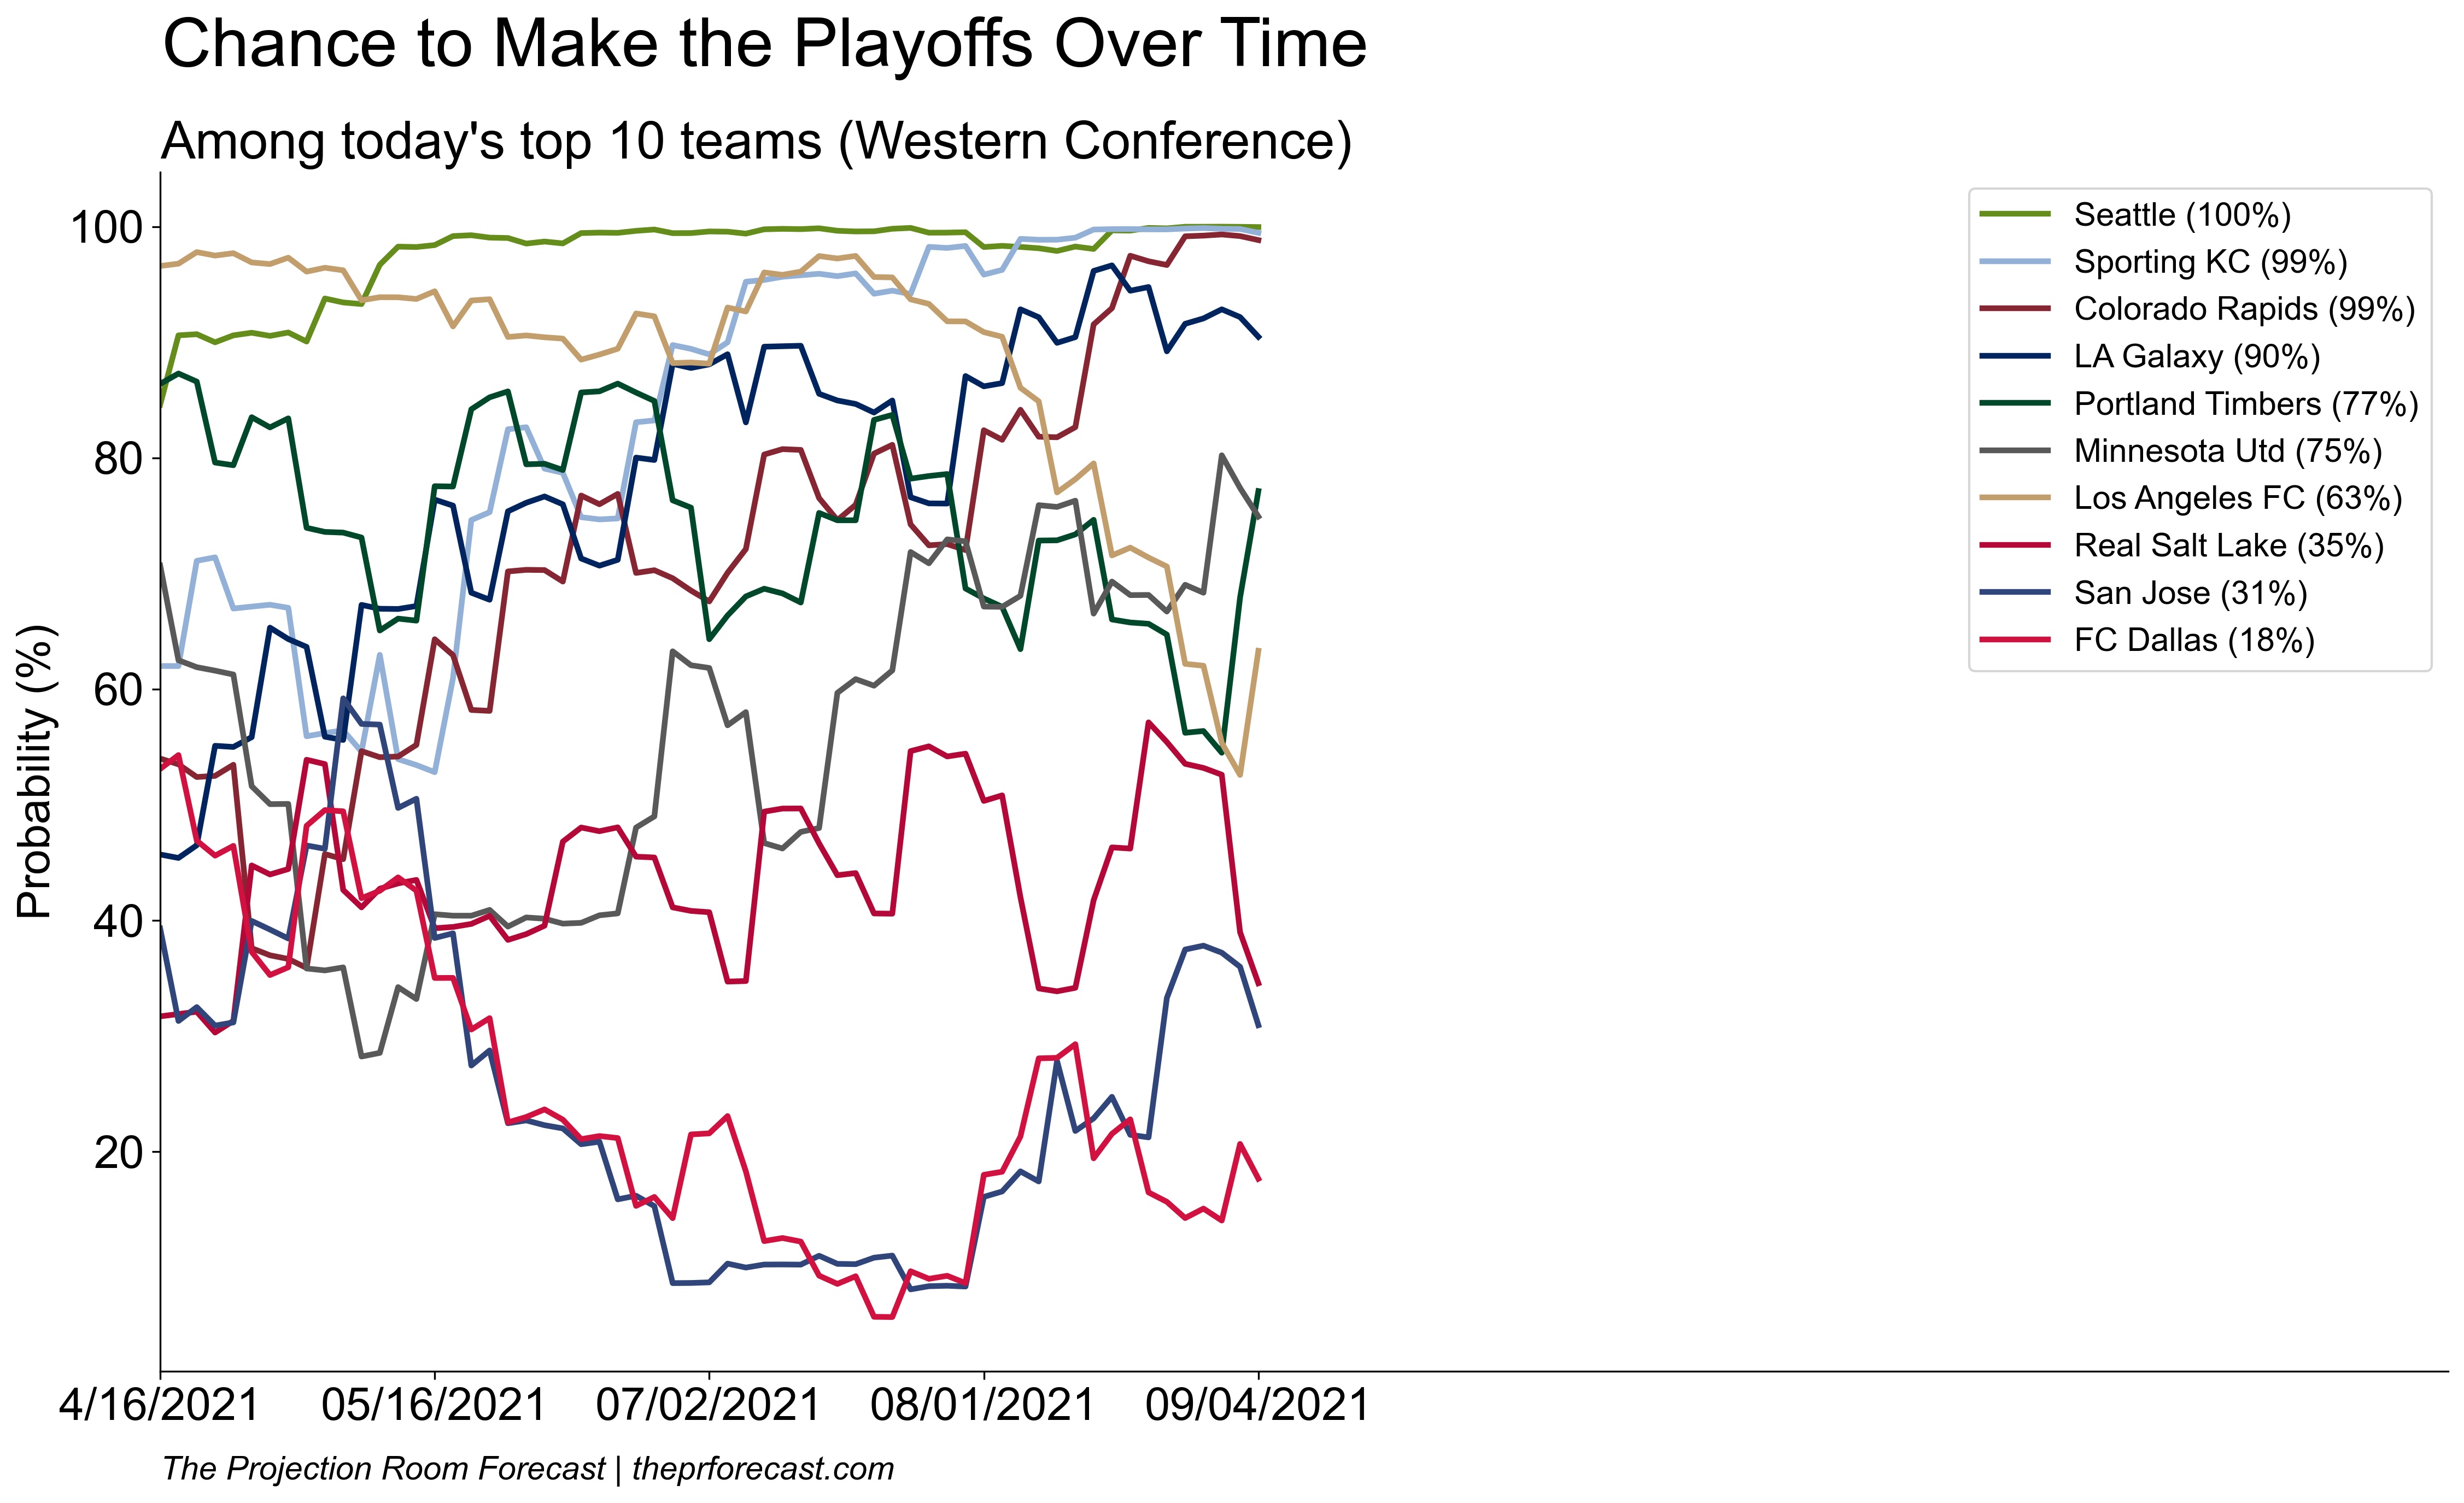 Chance to Make the Playoffs Over Time
Among today's top 10 teams (Western Conference)
Probability (%)
100
80
60
40
20
Seattle (100%)
Sporting KC (99%)
Colorado Rapids (99%)
LA Galaxy (90%)
Portland Timbers (77%)
Minnesota Utd (75%)
Los Angeles FC (63%)
Real Salt Lake (35%)
San Jose (31%)
FC Dallas (18%)
4/16/2021 05/16/2021 07/02/2021 08/01/2021 09/04/2021
The Projection Room Forecast | theprforecast.com